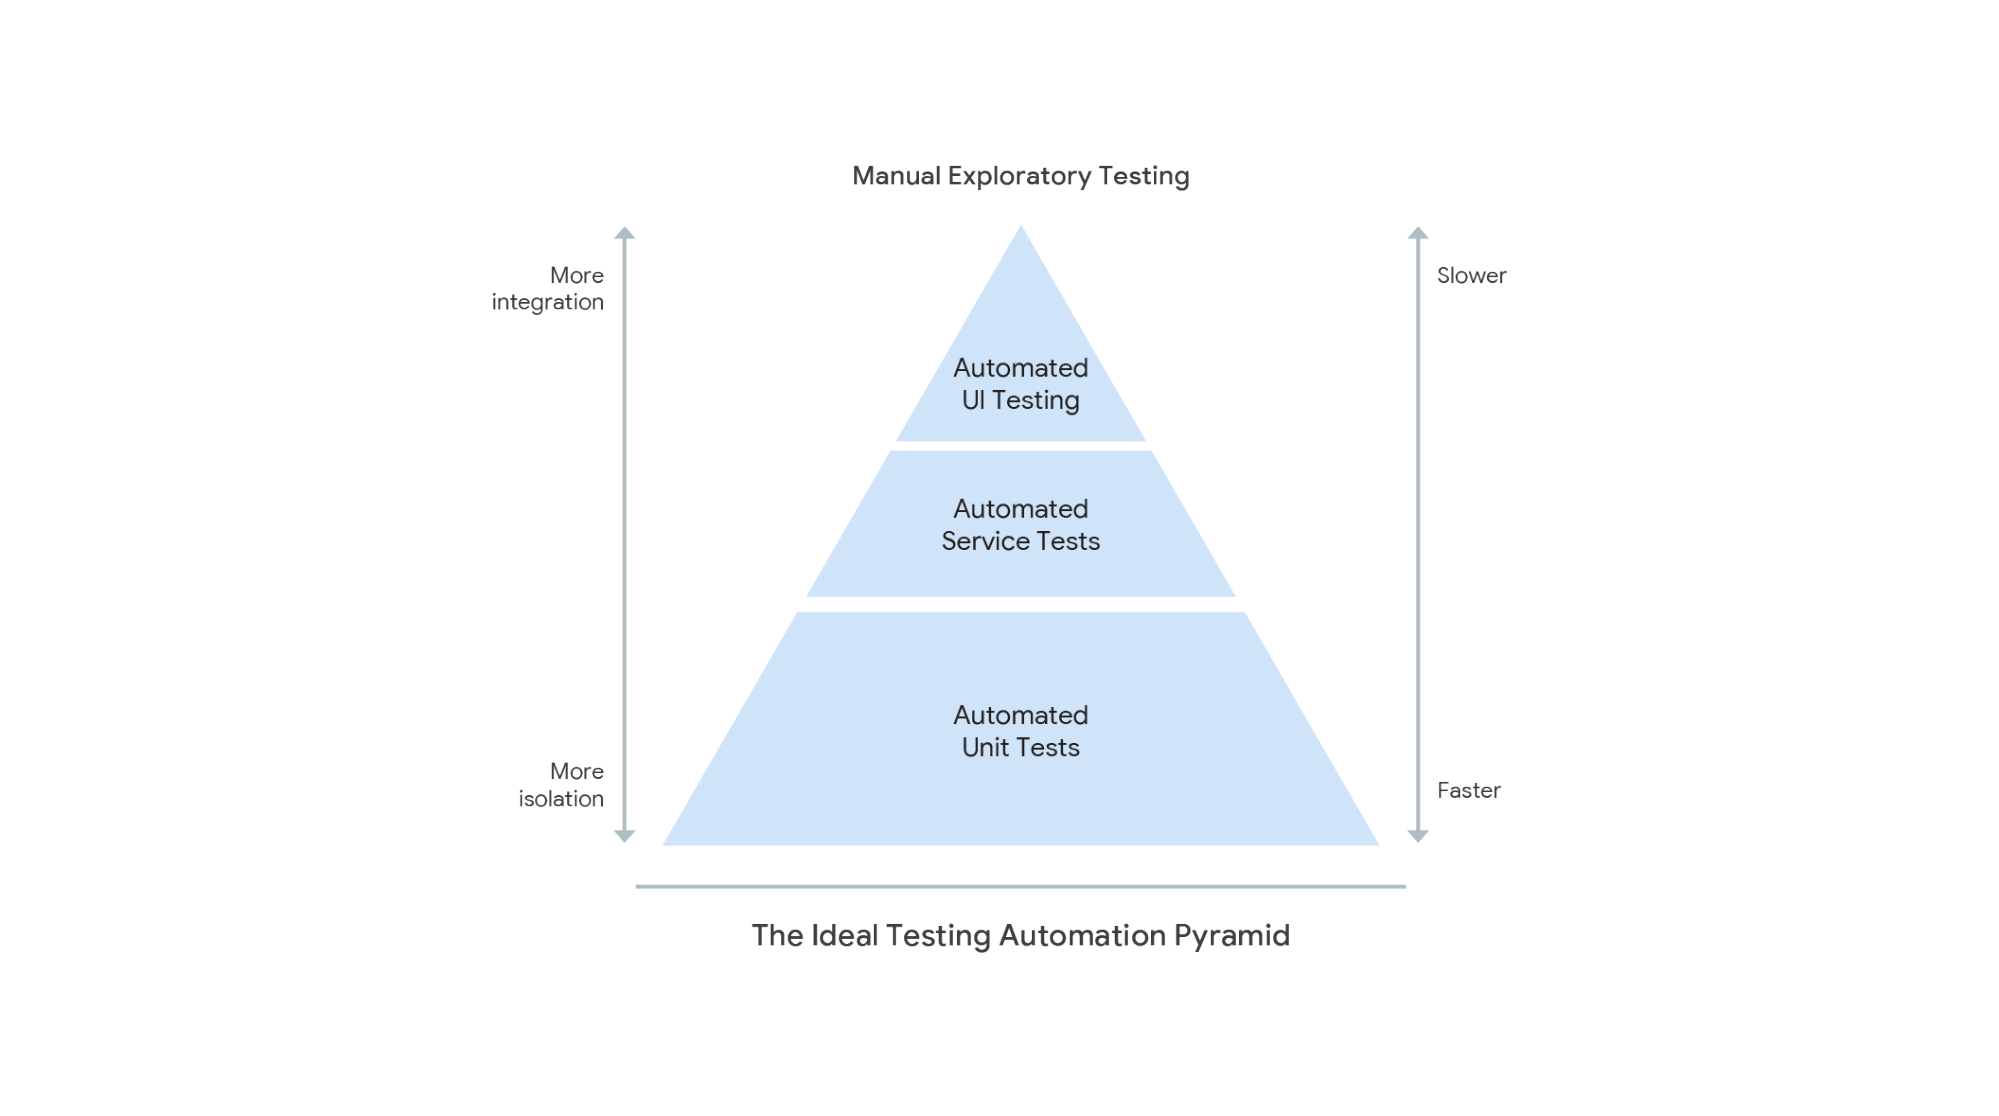 Manual Exploratory Testing
More
integration
Slower
Automated
UI Testing
Automated
Service Tests
Automated
Unit Tests
More
isolation
Faster
The Ideal Testing Automation Pyramid